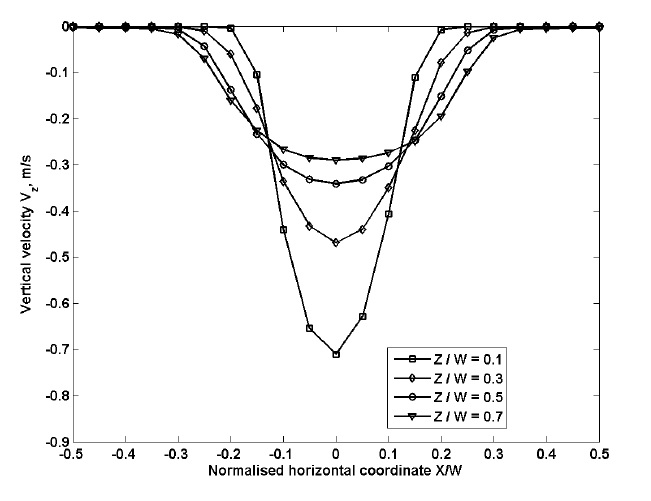 0
-0.1
-0.2
-0.3
-0.4
-0.5
-0.6
-0.7
-0.8
-0.9
Vertical velocity Vz, m/s
Z / W = 0.1
Z / W = 0.3
Z / W = 0.5
Z / W = 0.7
-0.5 -0.4 -0.3 -0.2 -0.1 0 0.1 0.2 0.3 0.4 0.5
Normalised horizontal coordinate X/W